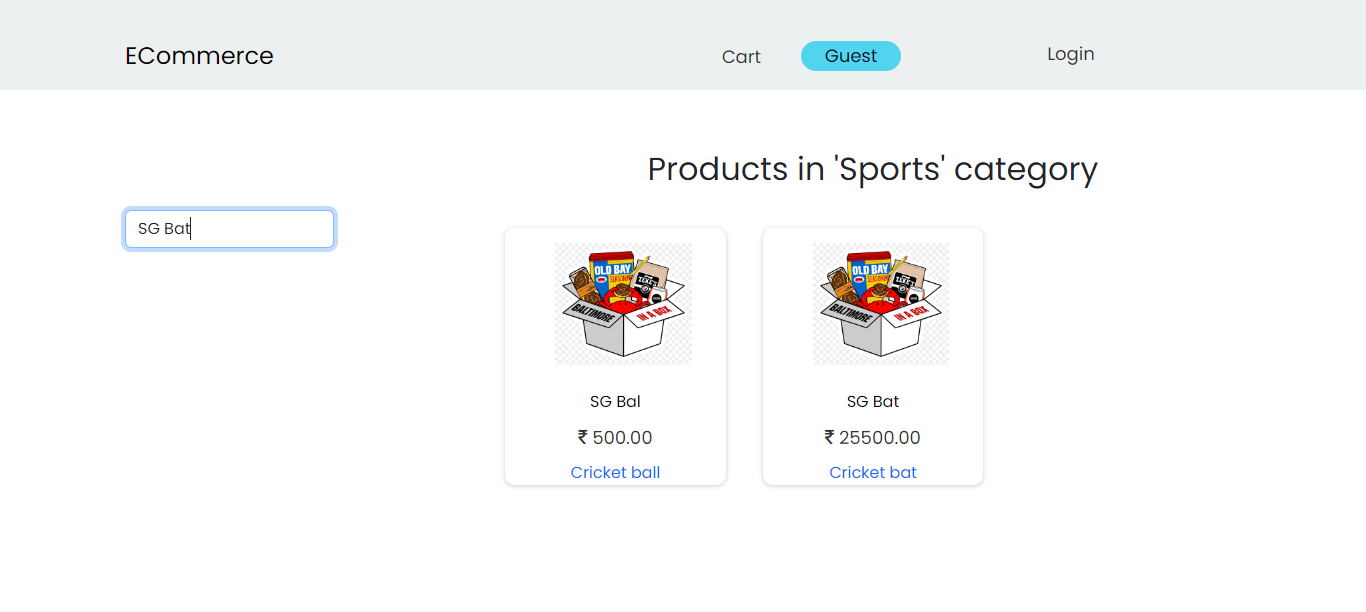 ECommerce
Cart
Guest
Login
Products in 'Sports' category
SG Bat
OLD BAY
BALTIMORE
IN A BOX
SG Bal
₹ 500.00
Cricket ball
OLD BAY
BALTIMORE
IN A BOX
SG Bat
₹ 25500.00
Cricket bat